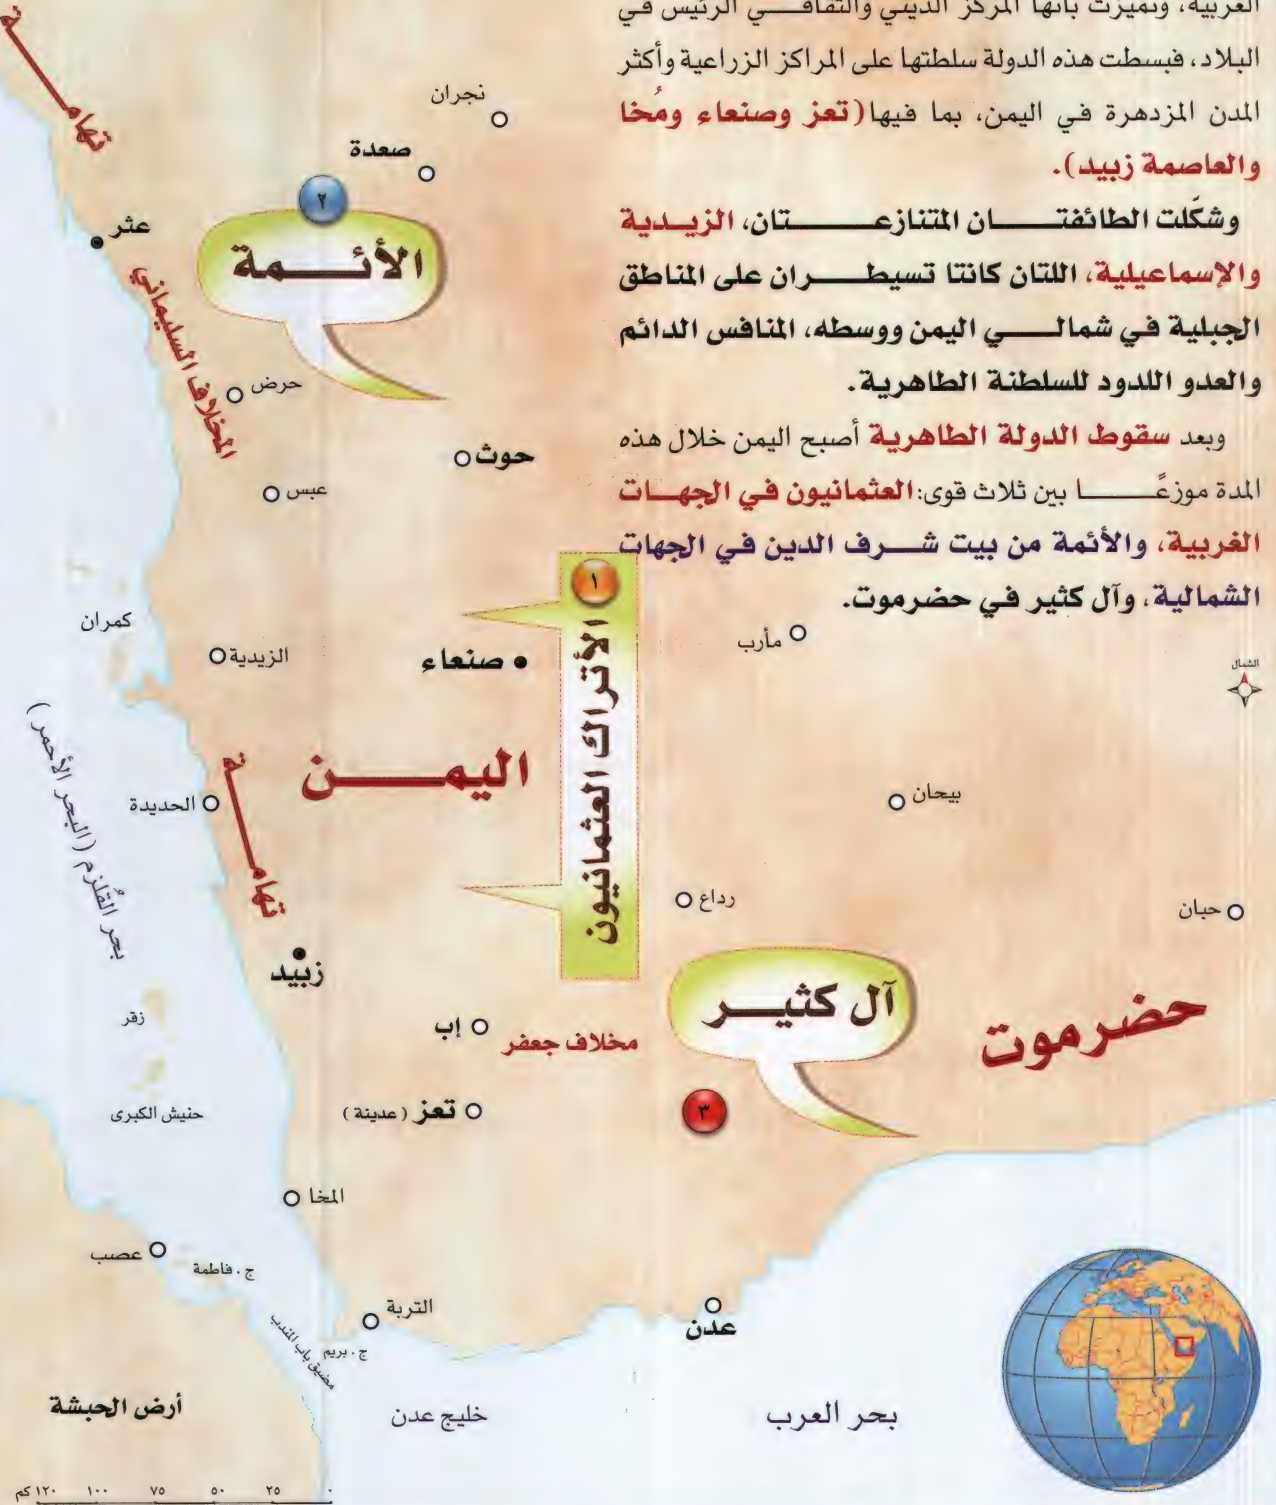 العربية، وتميزت بأنها المركز الديني والثقافي الرئيس في
البلاد، فبسطت هذه الدولة سلطتها على المراكز الزراعية وأكثر
المدن المزدهرة في اليمن، بما فيها (تعز وصنعاء ومُخا
والعاصمة زبيد).
وشكّلت الطائفتان المتنازعتان، الزيدية
والإسماعيلية، اللتان كانتا تسيطران على المناطق
الجبلية في شمالي اليمن ووسطه، المنافس الدائم
والعدو اللدود للسلطنة الطاهرية.
وبعد سقوط الدولة الطاهرية أصبح اليمن خلال هذه
المدة موزعًا بين ثلاث قوى: العثمانيون في الجهات
الغربية، والأئمة من بيت شرف الدين في الجهات
الشمالية، وآل كثير في حضرموت.
تهامة
نجران
صعدة
٢
عثر
الأئمة
المخلاف السليماني
حرض
حوث
عبس
١
الأتراك العثمانيون
كمران
مأرب
الزيدية
صنعاء
الشمال
بحر القُلزم (البحر الأحمر)
اليمن
تهامة
الحديدة
بيحان
رداع
حبان
زبيد
آل كثير
حضرموت
زقر
إب
مخلاف جعفر
حنيش الكبرى
تعز (عدينة)
٣
المخا
عصب
ج. فاطمة
التربة
عدن
مضيق باب المندب
ج. بريم
أرض الحبشة
خليج عدن
بحر العرب
٠ ٢٥ ٥٠ ٧٥ ١٠٠ ١٢٠ كم